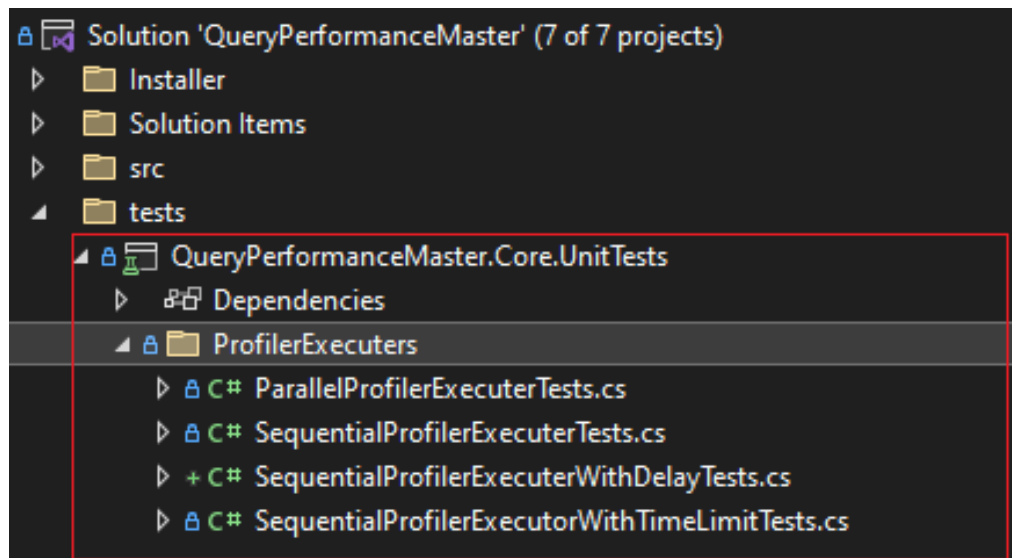 Solution 'QueryPerformanceMaster' (7 of 7 projects)
Installer
Solution Items
src
tests
QueryPerformanceMaster.Core.UnitTests
Dependencies
ProfilerExecuters
C# ParallelProfilerExecuterTests.cs
C# SequentialProfilerExecuterTests.cs
+ C# SequentialProfilerExecuterWithDelayTests.cs
C# SequentialProfilerExecutorWithTimeLimitTests.cs